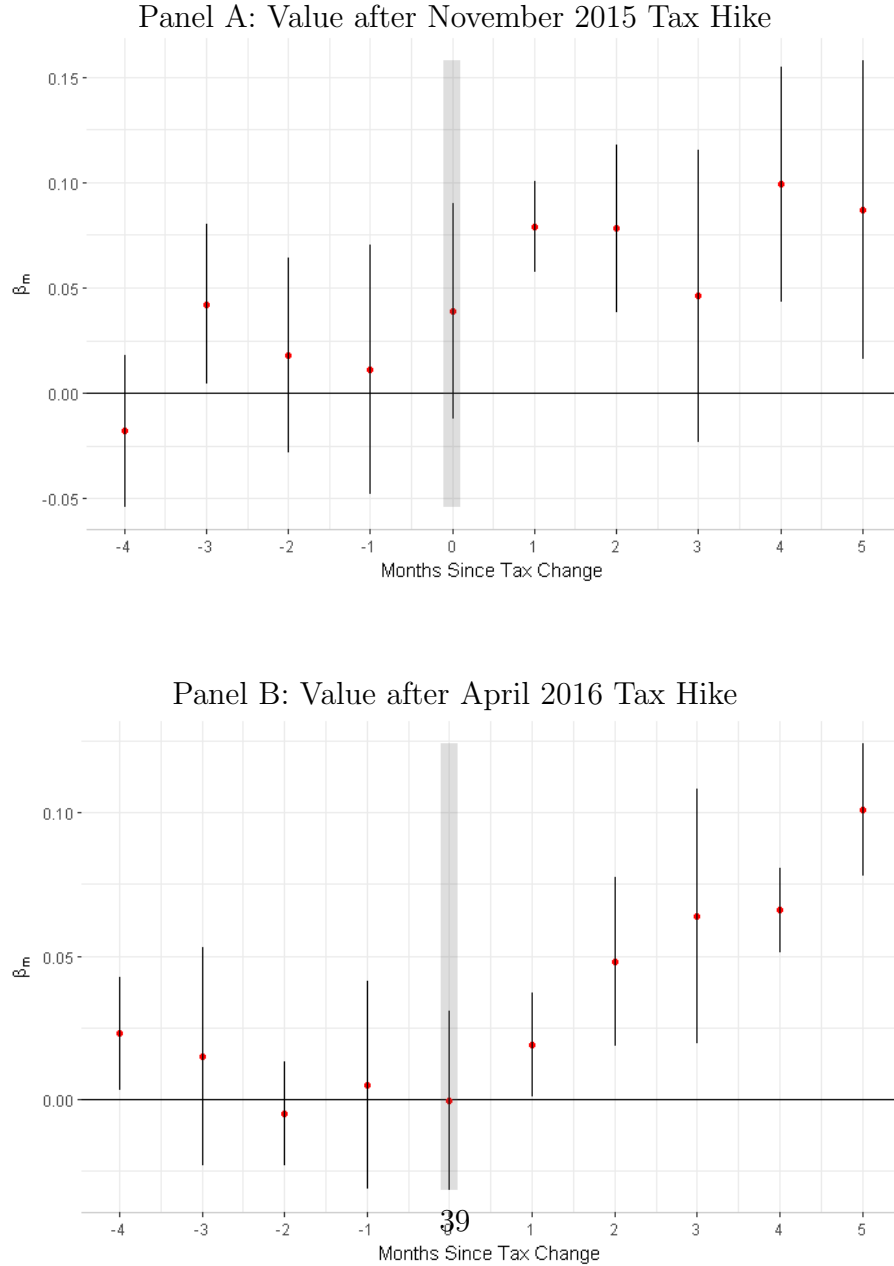 Panel A: Value after November 2015 Tax Hike
0.15
0.10
0.05
0.00
-0.05
βm
-4 -3 -2 -1 0 1 2 3 4 5
Months Since Tax Change
Panel B: Value after April 2016 Tax Hike
0.10
0.05
0.00
βm
-4 -3 -2 -1 0 1 2 3 4 5
39
Months Since Tax Change